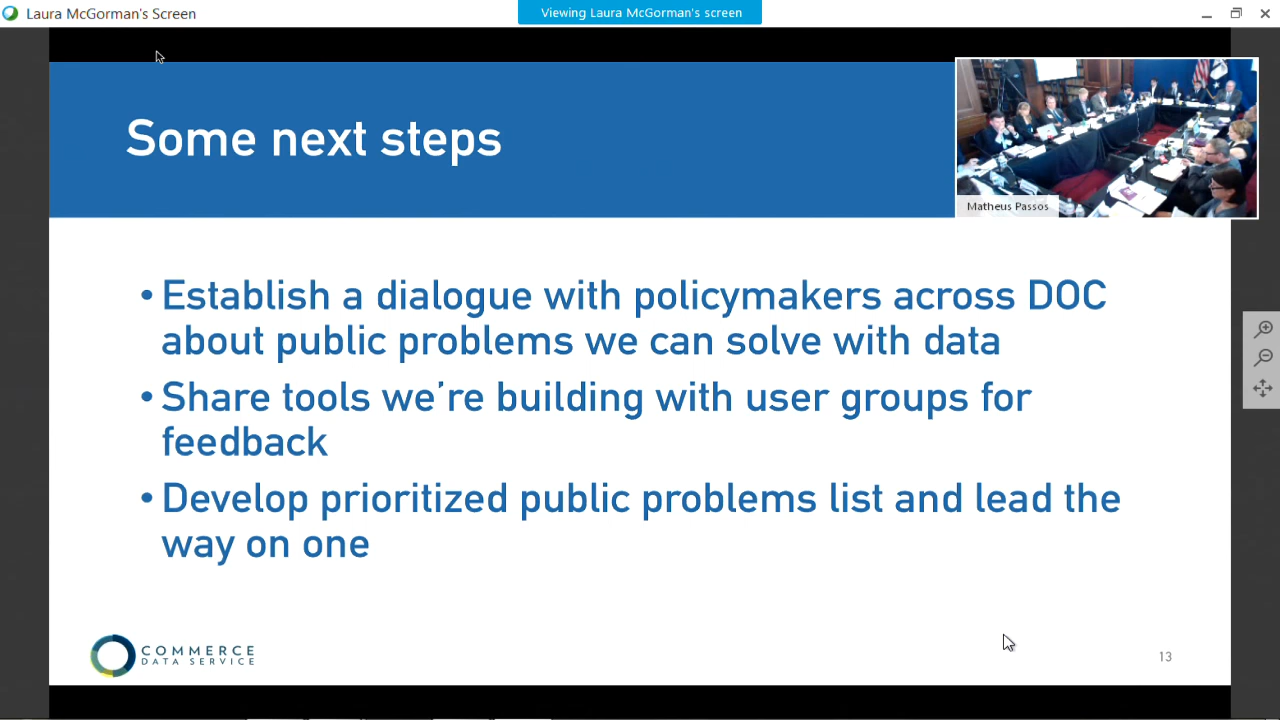 Laura McGorman's Screen
Viewing Laura McGorman's screen
Some next steps
Matheus Passos
• Establish a dialogue with policymakers across DOC
about public problems we can solve with data
• Share tools we're building with user groups for
feedback
• Develop prioritized public problems list and lead the
way on one
COMMERCE
DATA SERVICE
13